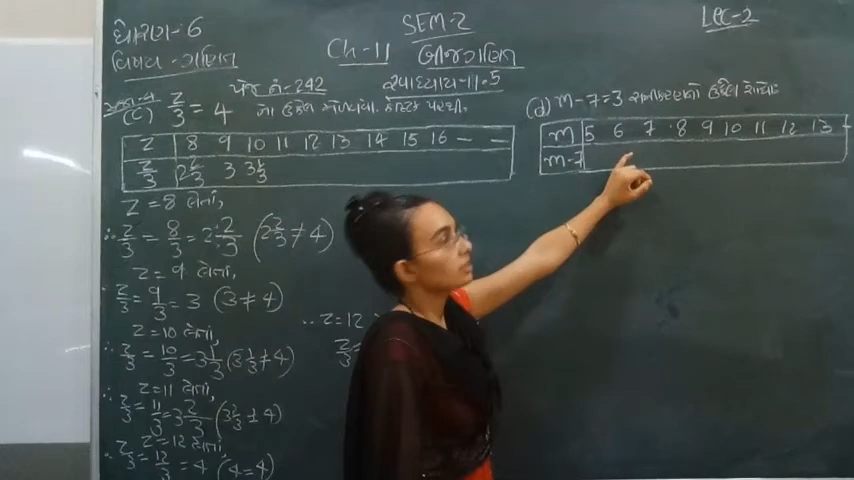 ધોરણ-6
SEM-2
LEC-2
વિષય-ગણિત
Ch-11 બીજગણિત
પેજ નં-242
સ્વાધ્યાય-11.5
(c) z/3 = 4
(d) m-7=3
z | 8 9 10 11 12 13 14 15 16 — —
z/3 | 2 2/3 3 3 1/3
m | 5 6 7 8 9 10 11 12 13
m-7
z=8 લેતાં,
∴ z/3 = 8/3 = 2 2/3 (2 2/3 ≠ 4)
z=9 લેતાં,
∴ z/3 = 9/3 = 3 (3 ≠ 4)
z=10 લેતાં,
∴ z/3 = 10/3 = 3 1/3 (3 1/3 ≠ 4)
z=11 લેતાં,
∴ z/3 = 11/3 = 3 2/3 (3 2/3 ≠ 4)
z=12 લેતાં,
∴ z/3 = 12/3 = 4 (4=4)
∴ z=12
z/3=